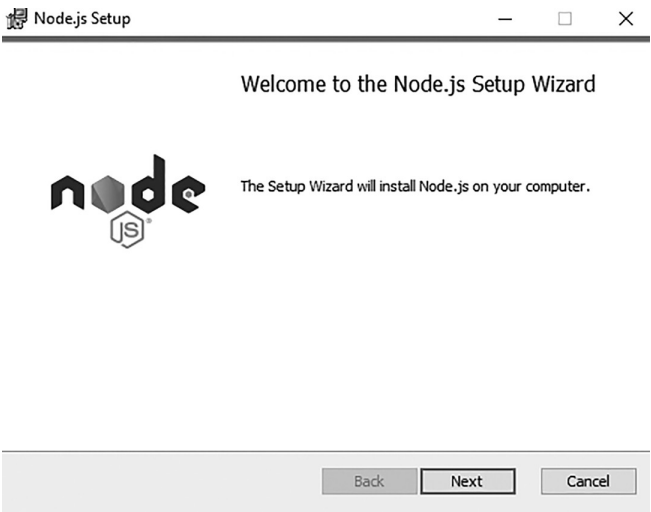 Node.js Setup
Welcome to the Node.js Setup Wizard
node
JS
The Setup Wizard will install Node.js on your computer.
Back Next Cancel